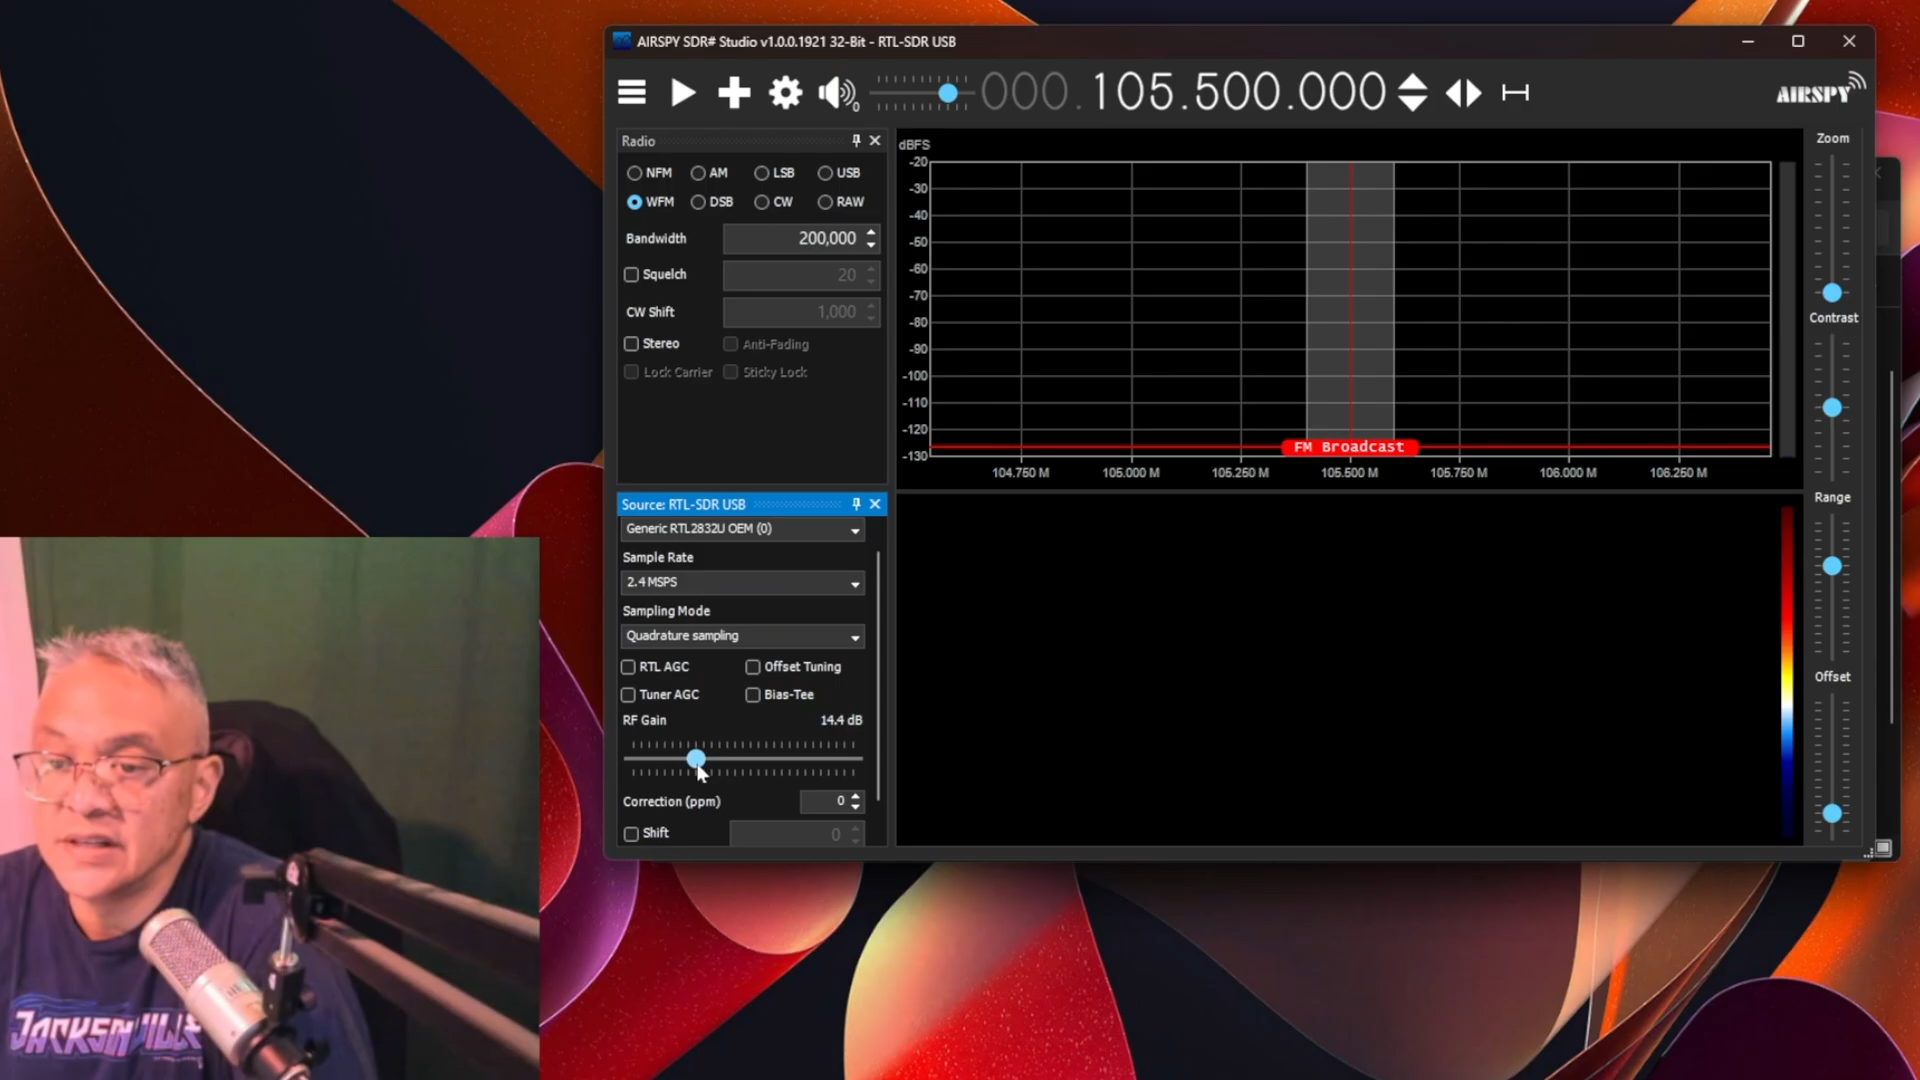 AIRSPY SDR# Studio v1.0.0.1921 32-Bit - RTL-SDR USB
000.105.500.000
AIRSPY
Radio
NFM AM LSB USB
WFM DSB CW RAW
Bandwidth 200,000
Squelch 20
CW Shift 1,000
Stereo Anti-Fading
Lock Carrier Sticky Lock
Source: RTL-SDR USB
Generic RTL2832U OEM (0)
Sample Rate
2.4 MSPS
Sampling Mode
Quadrature sampling
RTL AGC Offset Tuning
Tuner AGC Bias-Tee
RF Gain 14.4 dB
Correction (ppm) 0
Shift 0
dBFS
-20
-30
-40
-50
-60
-70
-80
-90
-100
-110
-120
-130
FM Broadcast
104.750 M 105.000 M 105.250 M 105.500 M 105.750 M 106.000 M 106.250 M
Zoom
Contrast
Range
Offset
JACKSONVILLE